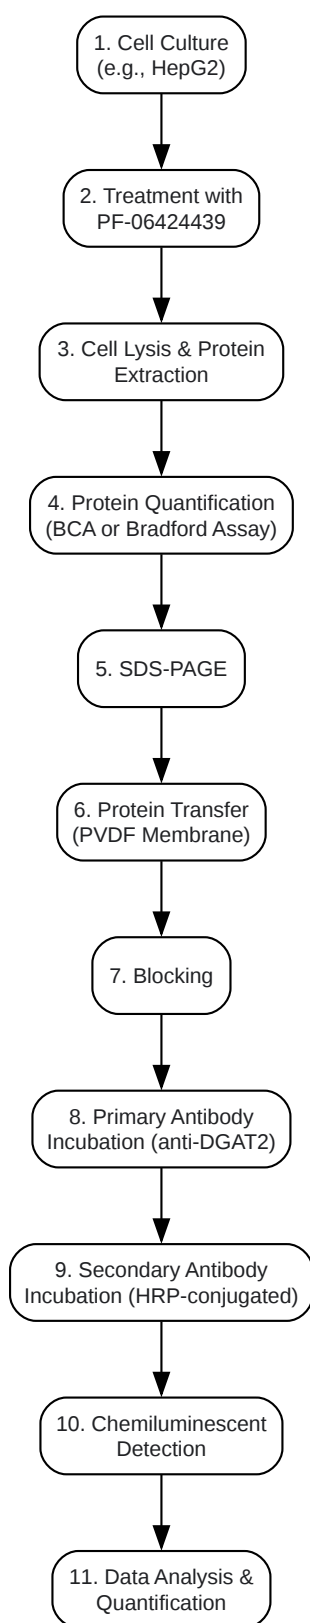 1. Cell Culture
(e.g., HepG2)
2. Treatment with
PF-06424439
3. Cell Lysis & Protein
Extraction
4. Protein Quantification
(BCA or Bradford Assay)
5. SDS-PAGE
6. Protein Transfer
(PVDF Membrane)
7. Blocking
8. Primary Antibody
Incubation (anti-DGAT2)
9. Secondary Antibody
Incubation (HRP-conjugated)
10. Chemiluminescent
Detection
11. Data Analysis &
Quantification